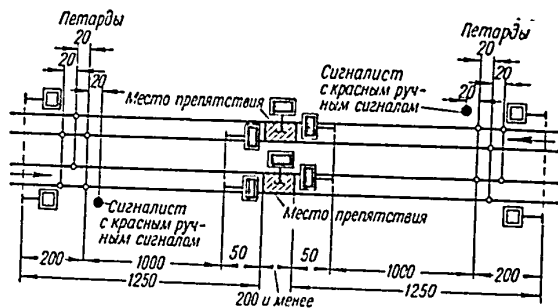 Петарды
20
20
20
Петарды
20
20
20
Сигналист
с красным руч-
ным сигналом
Место препятствия
Сигналист
с красным руч-
ным сигналом
Место препятствия
200
1000
50
50
1000
200
1250
1250
200 и менее